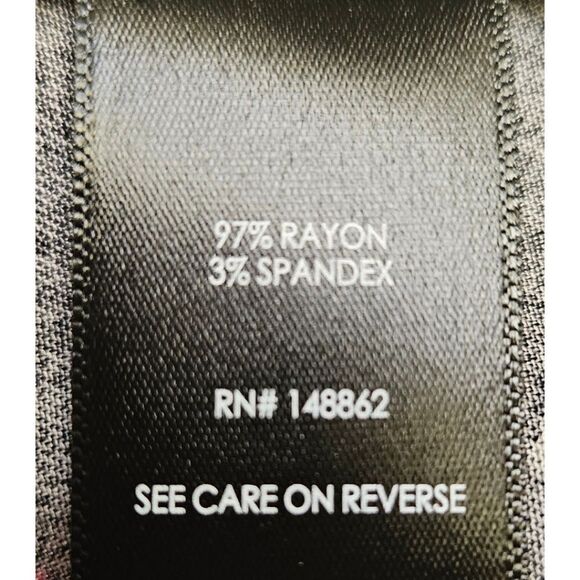 97% RAYON
3% SPANDEX
RN# 148862
SEE CARE ON REVERSE